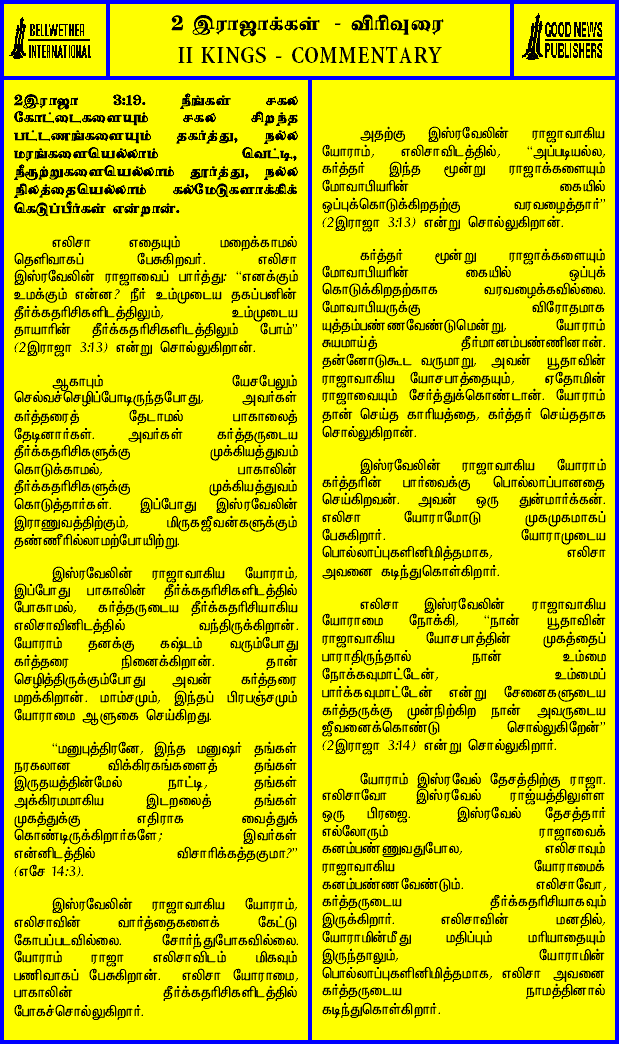 BELLWETHER
INTERNATIONAL
2 இராஜாக்கள் - விரிவுரை
II KINGS - COMMENTARY
GOOD NEWS
PUBLISHERS
2இராஜா 3:19. நீங்கள் சகல
கோட்டைகளையும் சகல சிறந்த
பட்டணங்களையும் தகர்த்து, நல்ல
மரங்களையெல்லாம் வெட்டி,
நீரூற்றுகளையெல்லாம் தூர்த்து, நல்ல
நிலத்தையெல்லாம் கல்மேடுகளாக்கிக்
கெடுப்பீர்கள் என்றான்.
எலிசா எதையும் மறைக்காமல்
தெளிவாகப் பேசுகிறவர். எலிசா
இஸ்ரவேலின் ராஜாவைப் பார்த்து: “எனக்கும்
உமக்கும் என்ன? நீர் உம்முடைய தகப்பனின்
தீர்க்கதரிசிகளிடத்திலும், உம்முடைய
தாயாரின் தீர்க்கதரிசிகளிடத்திலும் போம்”
(2இராஜா 3:13) என்று சொல்லுகிறான்.
ஆகாபும் யேசபேலும்
செல்வச்செழிப்போடிருந்தபோது, அவர்கள்
கர்த்தரைத் தேடாமல் பாகாலைத்
தேடினார்கள். அவர்கள் கர்த்தருடைய
தீர்க்கதரிசிகளுக்கு முக்கியத்துவம்
கொடுக்காமல், பாகாலின்
தீர்க்கதரிசிகளுக்கு முக்கியத்துவம்
கொடுத்தார்கள். இப்போது இஸ்ரவேலின்
இராணுவத்திற்கும், மிருகஜீவன்களுக்கும்
தண்ணீரில்லாமற்போயிற்று.
இஸ்ரவேலின் ராஜாவாகிய யோராம்,
இப்போது பாகாலின் தீர்க்கதரிசிகளிடத்தில்
போகாமல், கர்த்தருடைய தீர்க்கதரிசியாகிய
எலிசாவினிடத்தில் வந்திருக்கிறான்.
யோராம் தனக்கு கஷ்டம் வரும்போது
கர்த்தரை நினைக்கிறான். தான்
செழித்திருக்கும்போது அவன் கர்த்தரை
மறக்கிறான். மாம்சமும், இந்தப் பிரபஞ்சமும்
யோராமை ஆளுகை செய்கிறது.
“மனுபுத்திரனே, இந்த மனுஷர் தங்கள்
நரகலான விக்கிரகங்களைத் தங்கள்
இருதயத்தின்மேல் நாட்டி, தங்கள்
அக்கிரமமாகிய இடறலைத் தங்கள்
முகத்துக்கு எதிராக வைத்துக்
கொண்டிருக்கிறார்களே; இவர்கள்
என்னிடத்தில் விசாரிக்கத்தகுமா?”
(எசே 14:3).
இஸ்ரவேலின் ராஜாவாகிய யோராம்,
எலிசாவின் வார்த்தைகளைக் கேட்டு
கோபப்படவில்லை. சோர்ந்துபோகவில்லை.
யோராம் ராஜா எலிசாவிடம் மிகவும்
பணிவாகப் பேசுகிறான். எலிசா யோராமை,
பாகாலின் தீர்க்கதரிசிகளிடத்தில்
போகச்சொல்லுகிறார்.
அதற்கு இஸ்ரவேலின் ராஜாவாகிய
யோராம், எலிசாவிடத்தில், “அப்படியல்ல,
கர்த்தர் இந்த மூன்று ராஜாக்களையும்
மோவாபியரின் கையில்
ஒப்புக்கொடுக்கிறதற்கு வரவழைத்தார்”
(2இராஜா 3:13) என்று சொல்லுகிறான்.
கர்த்தர் மூன்று ராஜாக்களையும்
மோவாபியரின் கையில் ஒப்புக்
கொடுக்கிறதற்காக வரவழைக்கவில்லை.
மோவாபியருக்கு விரோதமாக
யுத்தம்பண்ணவேண்டுமென்று, யோராம்
சுயமாய்த் தீர்மானம்பண்ணினான்.
தன்னோடுகூட வருமாறு, அவன் யூதாவின்
ராஜாவாகிய யோசபாத்தையும், ஏதோமின்
ராஜாவையும் சேர்த்துக்கொண்டான். யோராம்
தான் செய்த காரியத்தை, கர்த்தர் செய்ததாக
சொல்லுகிறான்.
இஸ்ரவேலின் ராஜாவாகிய யோராம்
கர்த்தரின் பார்வைக்கு பொல்லாப்பானதை
செய்கிறவன். அவன் ஒரு துன்மார்க்கன்.
எலிசா யோராமோடு முகமுகமாகப்
பேசுகிறார். யோராமுடைய
பொல்லாப்புகளினிமித்தமாக, எலிசா
அவனை கடிந்துகொள்கிறார்.
எலிசா இஸ்ரவேலின் ராஜாவாகிய
யோராமை நோக்கி, “நான் யூதாவின்
ராஜாவாகிய யோசபாத்தின் முகத்தைப்
பாராதிருந்தால் நான் உம்மை
நோக்கவுமாட்டேன், உம்மைப்
பார்க்கவுமாட்டேன் என்று சேனைகளுடைய
கர்த்தருக்கு முன்நிற்கிற நான் அவருடைய
ஜீவனைக்கொண்டு சொல்லுகிறேன்”
(2இராஜா 3:14) என்று சொல்லுகிறார்.
யோராம் இஸ்ரவேல் தேசத்திற்கு ராஜா.
எலிசாவோ இஸ்ரவேல் ராஜ்யத்திலுள்ள
ஒரு பிரஜை. இஸ்ரவேல் தேசத்தார்
எல்லோரும் ராஜாவைக்
கனம்பண்ணுவதுபோல, எலிசாவும்
ராஜாவாகிய யோராமைக்
கனம்பண்ணவேண்டும். எலிசாவோ,
கர்த்தருடைய தீர்க்கதரிசியாகவும்
இருக்கிறார். எலிசாவின் மனதில்,
யோராமின்மீது மதிப்பும் மரியாதையும்
இருந்தாலும், யோராமின்
பொல்லாப்புகளினிமித்தமாக, எலிசா அவனை
கர்த்தருடைய நாமத்தினால்
கடிந்துகொள்கிறார்.